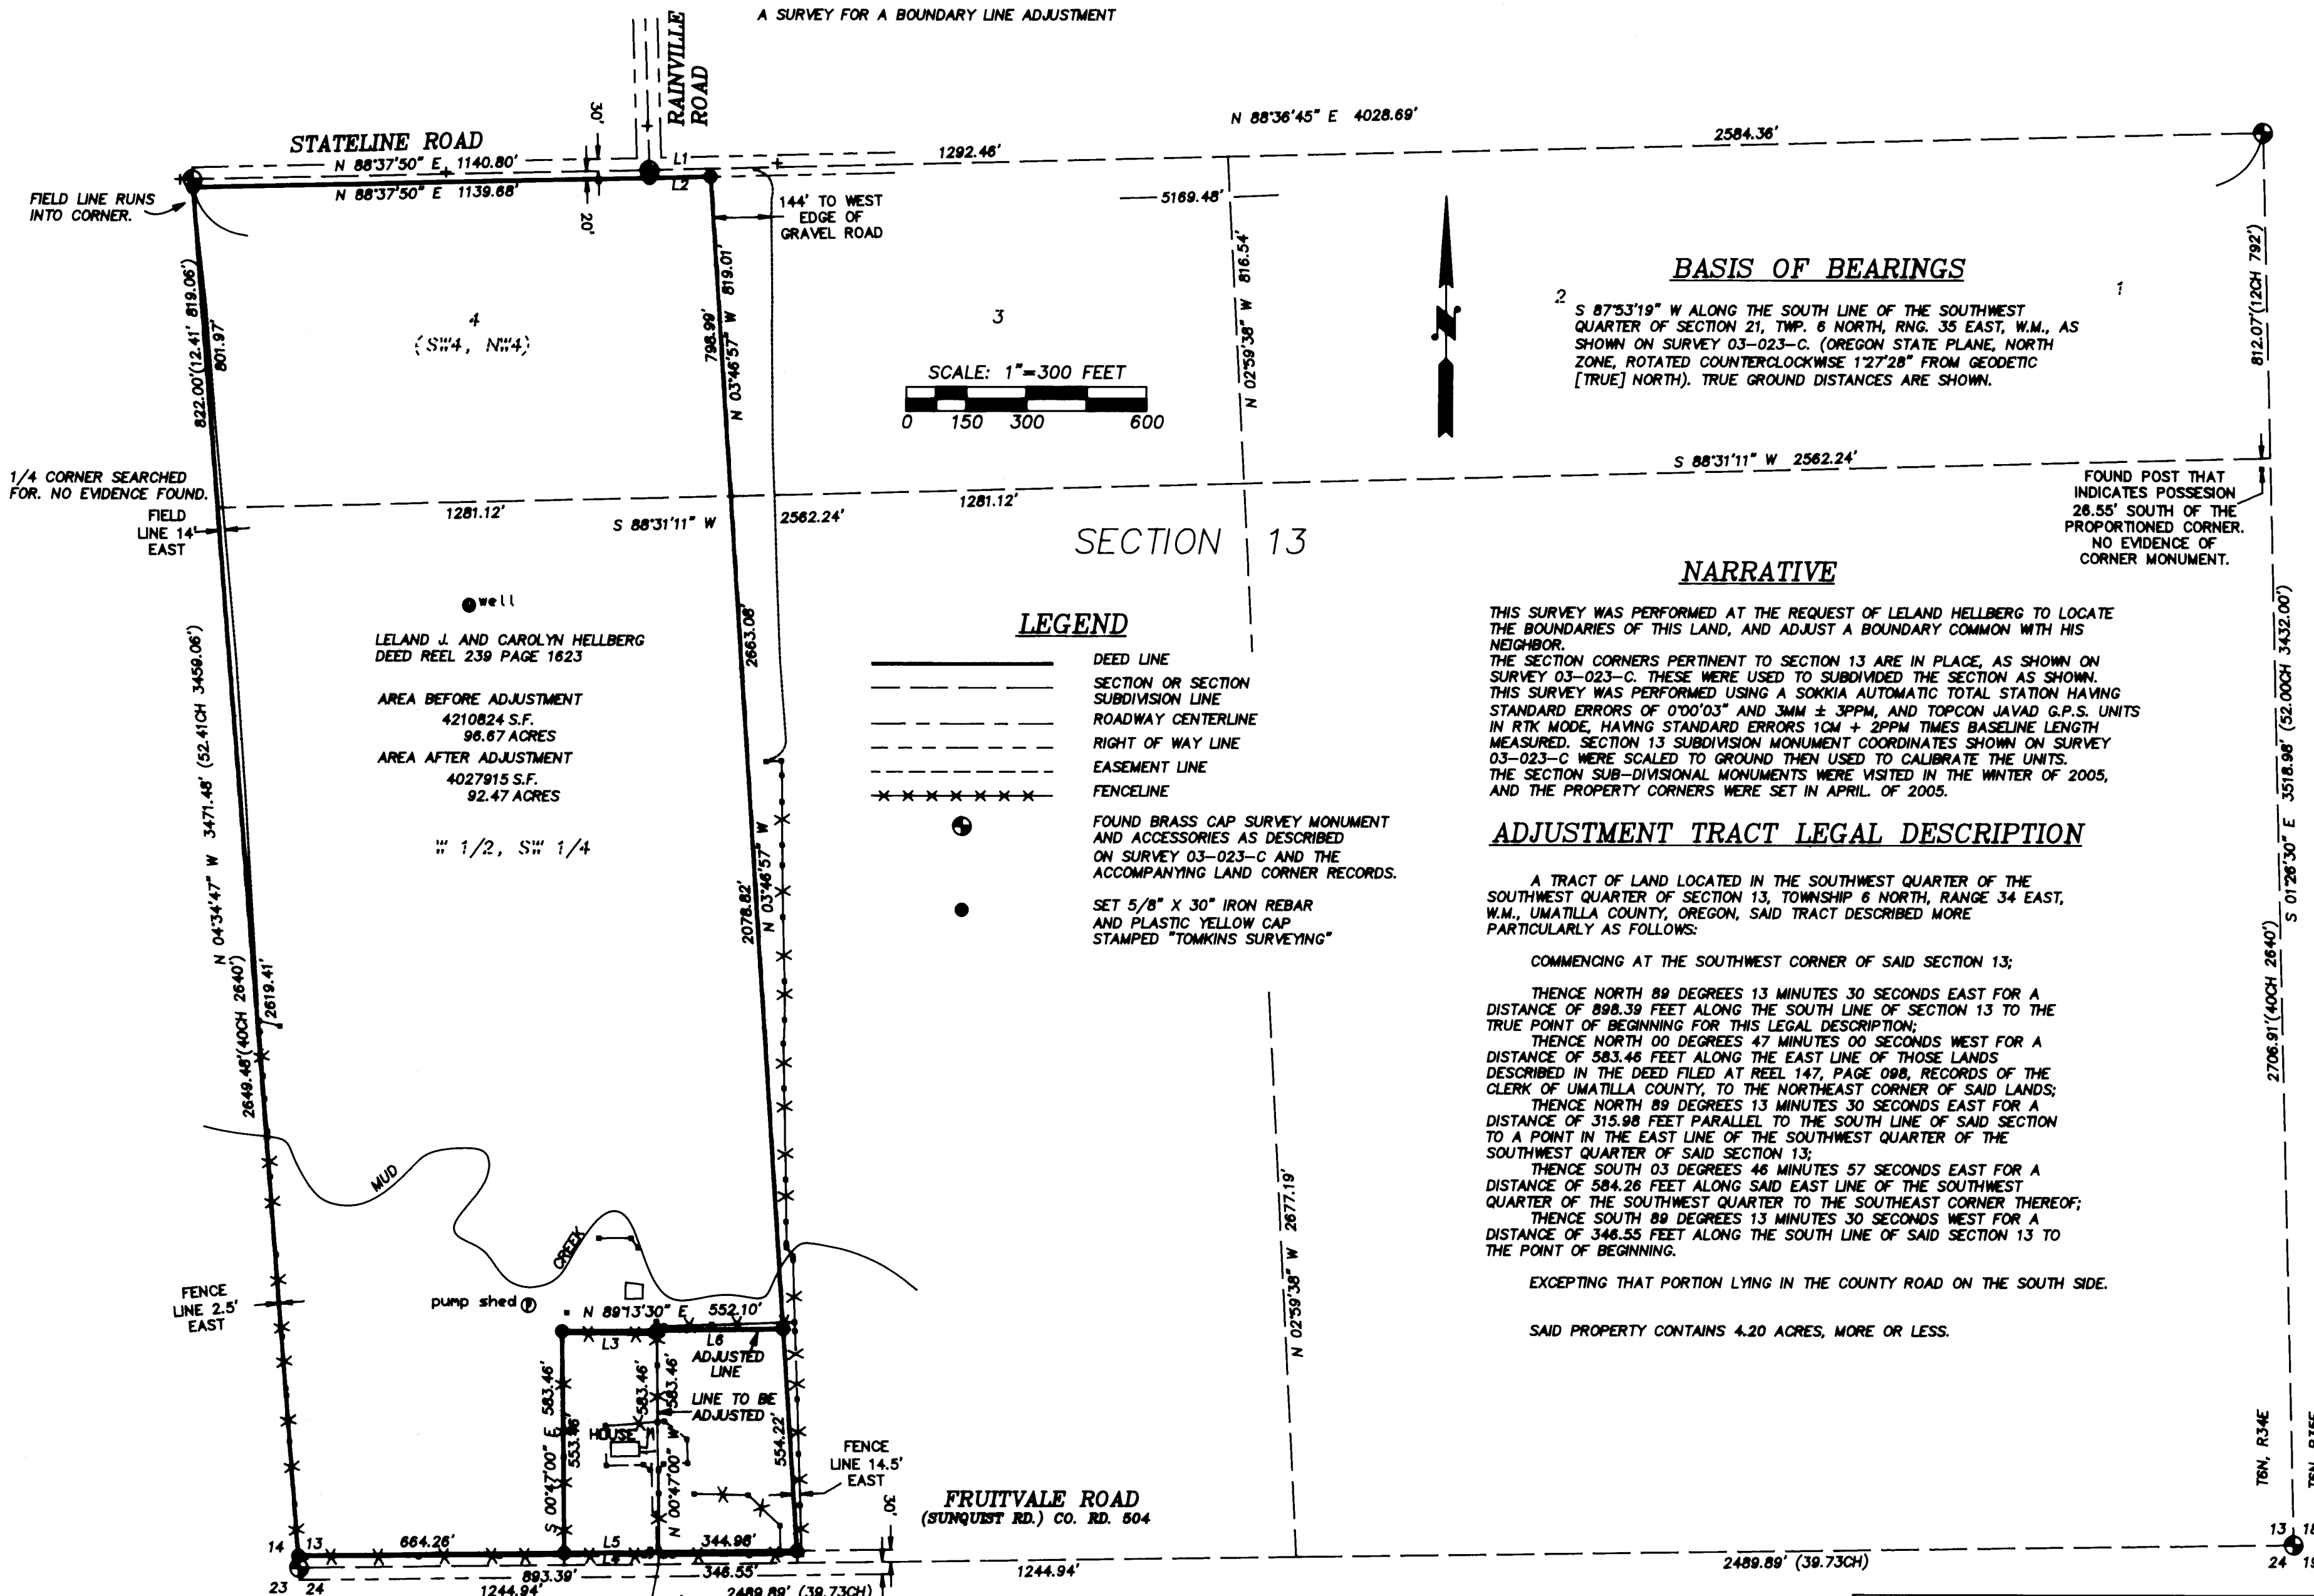 A SURVEY FOR A BOUNDARY LINE ADJUSTMENT
RAINVILLE
ROAD
STATELINE ROAD
30'
N 88°37'50" E 1140.80'
N 88°37'50" E 1139.68'
20'
L1
L2
1292.46'
N 88°36'45" E 4028.69'
2584.36'
5169.48'
FIELD LINE RUNS
INTO CORNER.
144' TO WEST
EDGE OF
GRAVEL ROAD
822.00'(12.41' 819.06')
801.97'
4
(SW4, NW4)
798.99'
N 03°46'57" W 819.01'
3
SCALE: 1"=300 FEET
0 150 300 600
N 02°59'38" W 816.54'
BASIS OF BEARINGS
2
1
S 87°53'19" W ALONG THE SOUTH LINE OF THE SOUTHWEST
QUARTER OF SECTION 21, TWP. 6 NORTH, RNG. 35 EAST, W.M., AS
SHOWN ON SURVEY 03-023-C. (OREGON STATE PLANE, NORTH
ZONE, ROTATED COUNTERCLOCKWISE 1°27'28" FROM GEODETIC
[TRUE] NORTH). TRUE GROUND DISTANCES ARE SHOWN.
812.07'(12CH 792')
1/4 CORNER SEARCHED
FOR. NO EVIDENCE FOUND.
FIELD
LINE 14'
EAST
1281.12'
S 88°31'11" W
2562.24'
1281.12'
S 88°31'11" W 2562.24'
FOUND POST THAT
INDICATES POSSESION
26.55' SOUTH OF THE
PROPORTIONED CORNER.
NO EVIDENCE OF
CORNER MONUMENT.
SECTION 13
well
LELAND J. AND CAROLYN HELLBERG
DEED REEL 239 PAGE 1623
AREA BEFORE ADJUSTMENT
4210824 S.F.
96.67 ACRES
AREA AFTER ADJUSTMENT
4027915 S.F.
92.47 ACRES
W 1/2, SW 1/4
N 04°34'47" W 3471.48' (52.41CH 3459.06')
2649.48'(40CH 2640')
2619.41'
2663.08'
2078.82'
N 03°46'57" W
LEGEND
DEED LINE
SECTION OR SECTION
SUBDIVISION LINE
ROADWAY CENTERLINE
RIGHT OF WAY LINE
EASEMENT LINE
FENCELINE
FOUND BRASS CAP SURVEY MONUMENT
AND ACCESSORIES AS DESCRIBED
ON SURVEY 03-023-C AND THE
ACCOMPANYING LAND CORNER RECORDS.
SET 5/8" X 30" IRON REBAR
AND PLASTIC YELLOW CAP
STAMPED "TOMKINS SURVEYING"
NARRATIVE
THIS SURVEY WAS PERFORMED AT THE REQUEST OF LELAND HELLBERG TO LOCATE
THE BOUNDARIES OF THIS LAND, AND ADJUST A BOUNDARY COMMON WITH HIS
NEIGHBOR.
THE SECTION CORNERS PERTINENT TO SECTION 13 ARE IN PLACE, AS SHOWN ON
SURVEY 03-023-C. THESE WERE USED TO SUBDIVIDED THE SECTION AS SHOWN.
THIS SURVEY WAS PERFORMED USING A SOKKIA AUTOMATIC TOTAL STATION HAVING
STANDARD ERRORS OF 0°00'03" AND 3MM ± 3PPM, AND TOPCON JAVAD G.P.S. UNITS
IN RTK MODE, HAVING STANDARD ERRORS 1CM + 2PPM TIMES BASELINE LENGTH
MEASURED. SECTION 13 SUBDIVISION MONUMENT COORDINATES SHOWN ON SURVEY
03-023-C WERE SCALED TO GROUND THEN USED TO CALIBRATE THE UNITS.
THE SECTION SUB-DIVISIONAL MONUMENTS WERE VISITED IN THE WINTER OF 2005,
AND THE PROPERTY CORNERS WERE SET IN APRIL. OF 2005.
ADJUSTMENT TRACT LEGAL DESCRIPTION
A TRACT OF LAND LOCATED IN THE SOUTHWEST QUARTER OF THE
SOUTHWEST QUARTER OF SECTION 13, TOWNSHIP 6 NORTH, RANGE 34 EAST,
W.M., UMATILLA COUNTY, OREGON, SAID TRACT DESCRIBED MORE
PARTICULARLY AS FOLLOWS:
COMMENCING AT THE SOUTHWEST CORNER OF SAID SECTION 13;
THENCE NORTH 89 DEGREES 13 MINUTES 30 SECONDS EAST FOR A
DISTANCE OF 898.39 FEET ALONG THE SOUTH LINE OF SECTION 13 TO THE
TRUE POINT OF BEGINNING FOR THIS LEGAL DESCRIPTION;
THENCE NORTH 00 DEGREES 47 MINUTES 00 SECONDS WEST FOR A
DISTANCE OF 583.46 FEET ALONG THE EAST LINE OF THOSE LANDS
DESCRIBED IN THE DEED FILED AT REEL 147, PAGE 098, RECORDS OF THE
CLERK OF UMATILLA COUNTY, TO THE NORTHEAST CORNER OF SAID LANDS;
THENCE NORTH 89 DEGREES 13 MINUTES 30 SECONDS EAST FOR A
DISTANCE OF 315.98 FEET PARALLEL TO THE SOUTH LINE OF SAID SECTION
TO A POINT IN THE EAST LINE OF THE SOUTHWEST QUARTER OF THE
SOUTHWEST QUARTER OF SAID SECTION 13;
THENCE SOUTH 03 DEGREES 46 MINUTES 57 SECONDS EAST FOR A
DISTANCE OF 584.26 FEET ALONG SAID EAST LINE OF THE SOUTHWEST
QUARTER OF THE SOUTHWEST QUARTER TO THE SOUTHEAST CORNER THEREOF;
THENCE SOUTH 89 DEGREES 13 MINUTES 30 SECONDS WEST FOR A
DISTANCE OF 346.55 FEET ALONG THE SOUTH LINE OF SAID SECTION 13 TO
THE POINT OF BEGINNING.
EXCEPTING THAT PORTION LYING IN THE COUNTY ROAD ON THE SOUTH SIDE.
SAID PROPERTY CONTAINS 4.20 ACRES, MORE OR LESS.
2706.91'(40CH 2640')
S 01°26'30" E 3518.98' (52.00CH 3432.00')
N 02°59'38" W 2677.19'
MUD
CREEK
FENCE
LINE 2.5'
EAST
pump shed
N 89°13'30" E 552.10'
L3
L6
ADJUSTED
LINE
LINE TO BE
ADJUSTED
S 00°47'00" E 583.46'
553.46'
583.46'
N 00°47'00" W 583.46'
HOUSE
554.22'
FENCE
LINE 14.5'
EAST
FRUITVALE ROAD
(SUNQUIST RD.) CO. RD. 504
30'
14 13
664.26'
L5
L4
344.98'
23 24
893.39'
346.55'
1244.94'
2489.89' (39.73CH)
1244.94'
2489.89' (39.73CH)
T6N, R34E
T6N, R35E
13 18
24 19